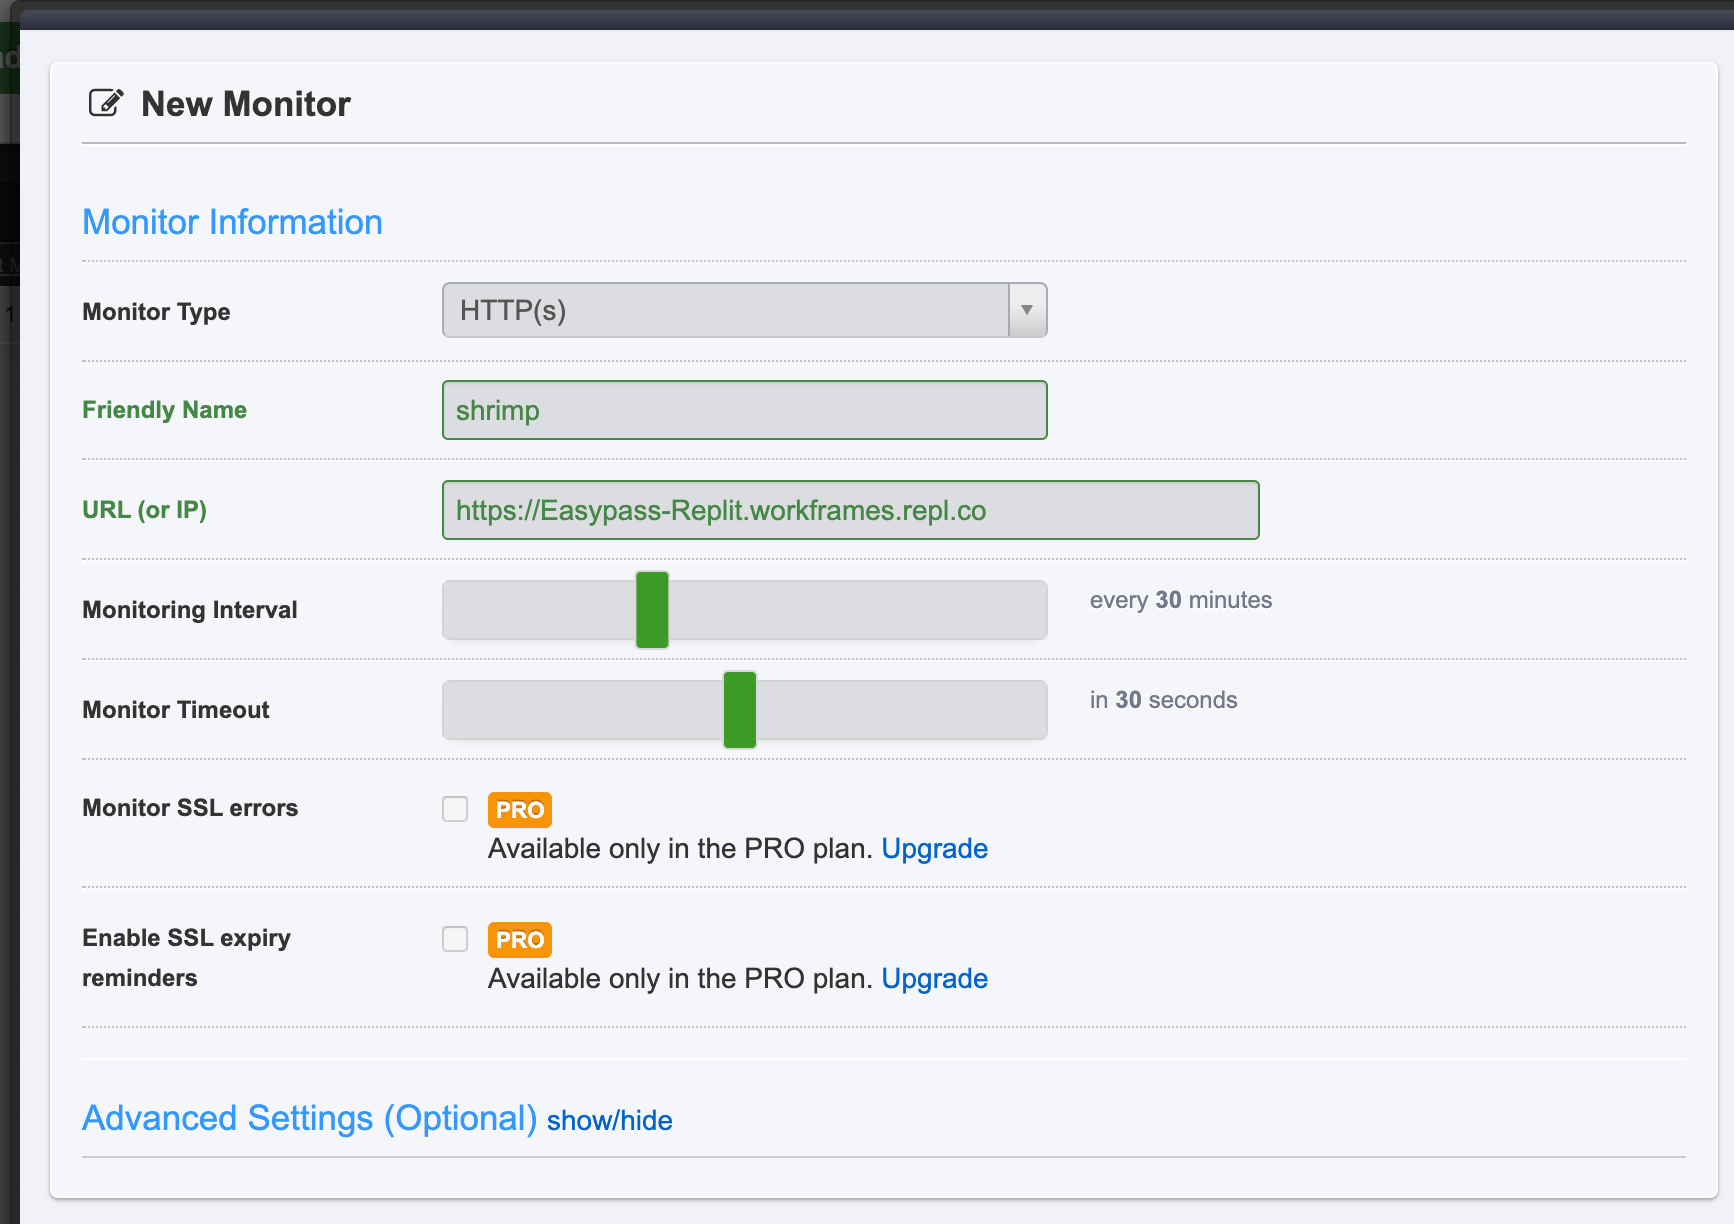 New Monitor
Monitor Information
Monitor Type
HTTP(s)
Friendly Name
shrimp
URL (or IP)
https://Easypass-Replit.workframes.repl.co
Monitoring Interval
every 30 minutes
Monitor Timeout
in 30 seconds
Monitor SSL errors
PRO
Available only in the PRO plan. Upgrade
Enable SSL expiry
reminders
PRO
Available only in the PRO plan. Upgrade
Advanced Settings (Optional) show/hide